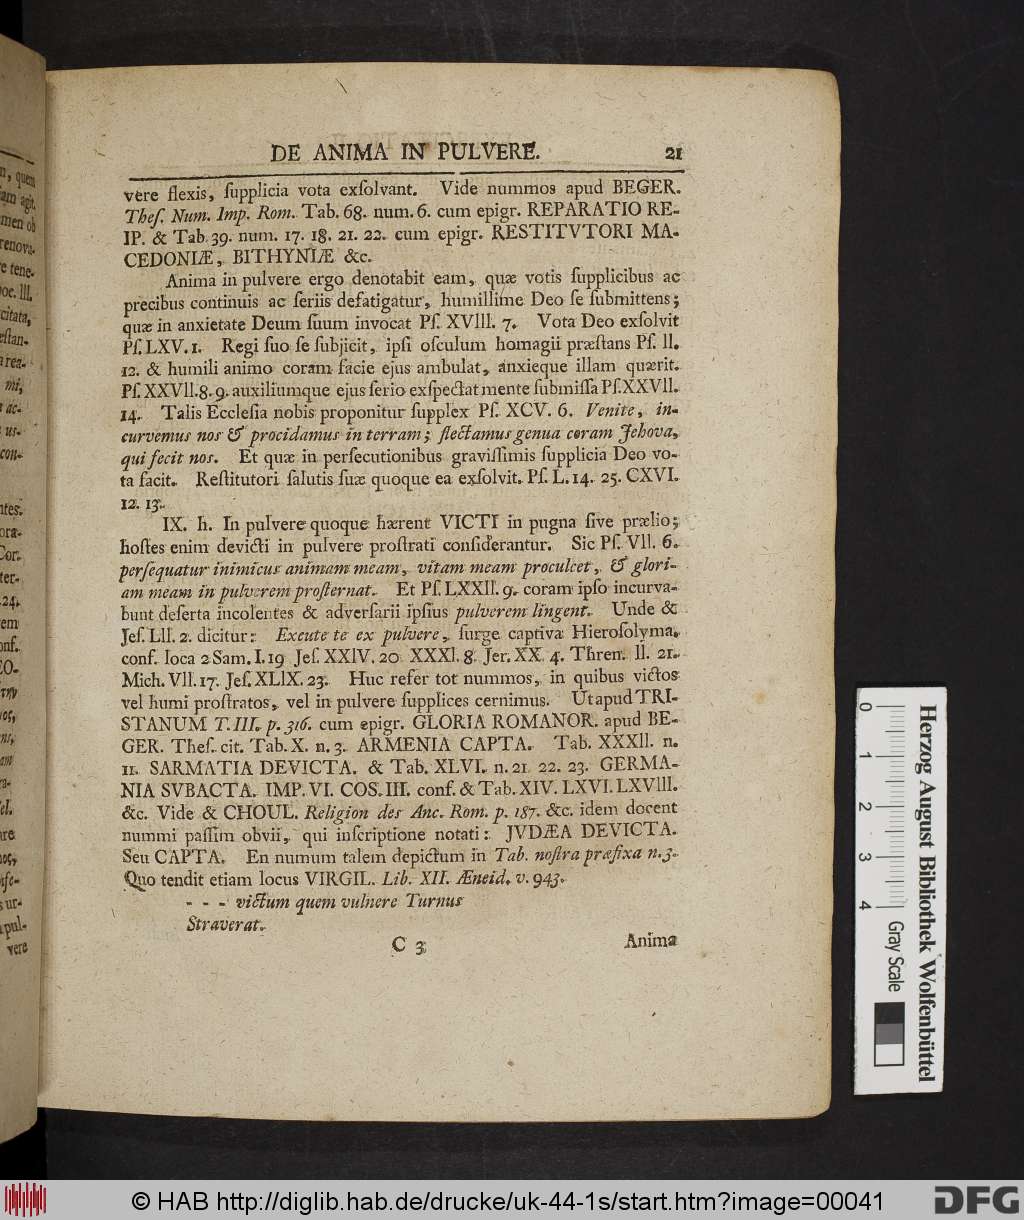 DE ANIMA IN PULVERE. 21
vere flexis, ſupplicia vota exſolvant. Vide nummos apud BEGER.
Theſ. Num. Imp. Rom. Tab. 68. num. 6. cum epigr. REPARATIO RE-
IP. & Tab. 39. num. 17. 18. 21. 22. cum epigr. RESTITVTORI MA-
CEDONIÆ, BITHYNIÆ &c.
Anima in pulvere ergo denotabit eam, quæ votis ſupplicibus ac
precibus continuis ac ſeriis defatigatur, humillime Deo ſe ſubmittens;
quæ in anxietate Deum ſuum invocat Pſ. XVIII. 7. Vota Deo exſolvit
Pſ. LXV. 1. Regi ſuo ſe ſubjicit, ipſi oſculum homagii præſtans Pſ. II.
12. & humili animo coram facie ejus ambulat, anxieque illam quærit.
Pſ. XXVII. 8. 9. auxiliumque ejus ſerio exſpectat mente ſubmiſſa Pſ. XXVII.
14. Talis Eccleſia nobis proponitur ſupplex Pſ. XCV. 6. Venite, in-
curvemus nos & procidamus in terram; flectamus genua coram Jehova,
qui fecit nos. Et quæ in perſecutionibus graviſſimis ſupplicia Deo vo-
ta facit. Reſtitutori ſalutis ſuæ quoque ea exſolvit. Pſ. L. 14. 25. CXVI.
12. 13.
IX. h. In pulvere quoque hærent VICTI in pugna ſive prælio;
hoſtes enim devicti in pulvere proſtrati conſiderantur. Sic Pſ. VII. 6.
perſequatur inimicus animam meam, vitam meam proculcet, & glori-
am meam in pulverem proſternat. Et Pſ. LXXII. 9. coram ipſo incurva-
bunt deſerta incolentes & adverſarii ipſius pulverem lingent. Unde &
Jeſ. LII. 2. dicitur: Excute te ex pulvere, ſurge captiva Hieroſolyma.
conf. loca 2 Sam. I. 19 Jeſ. XXIV. 20 XXXI. 8. Jer. XX. 4. Thren. II. 21.
Mich. VII. 17. Jeſ. XLIX. 23. Huc refer tot nummos, in quibus victos
vel humi proſtratos, vel in pulvere ſupplices cernimus. Ut apud TRI-
STANUM T. III. p. 316. cum epigr. GLORIA ROMANOR. apud BE-
GER. Theſ. cit. Tab. X. n. 3. ARMENIA CAPTA. Tab. XXXII. n.
11. SARMATIA DEVICTA. & Tab. XLVI. n. 21 22. 23. GERMA-
NIA SVBACTA. IMP. VI. COS. III. conf. & Tab. XIV. LXVI. LXVIII.
&c. Vide & CHOUL. Religion des Anc. Rom. p. 187. &c. idem docent
nummi paſſim obvii, qui inſcriptione notati: JVDÆA DEVICTA.
Seu CAPTA. En numum talem depictum in Tab. noſtra præfixa n. 3.
Quo tendit etiam locus VIRGIL. Lib. XII. Æneid. v. 943.
- - - victum quem vulnere Turnus
Straverat.
C 3 Anima
0 1 2 3 4
Gray Scale
Herzog August Bibliothek Wolfenbüttel
© HAB http://diglib.hab.de/drucke/uk-44-1s/start.htm?image=00041
DFG